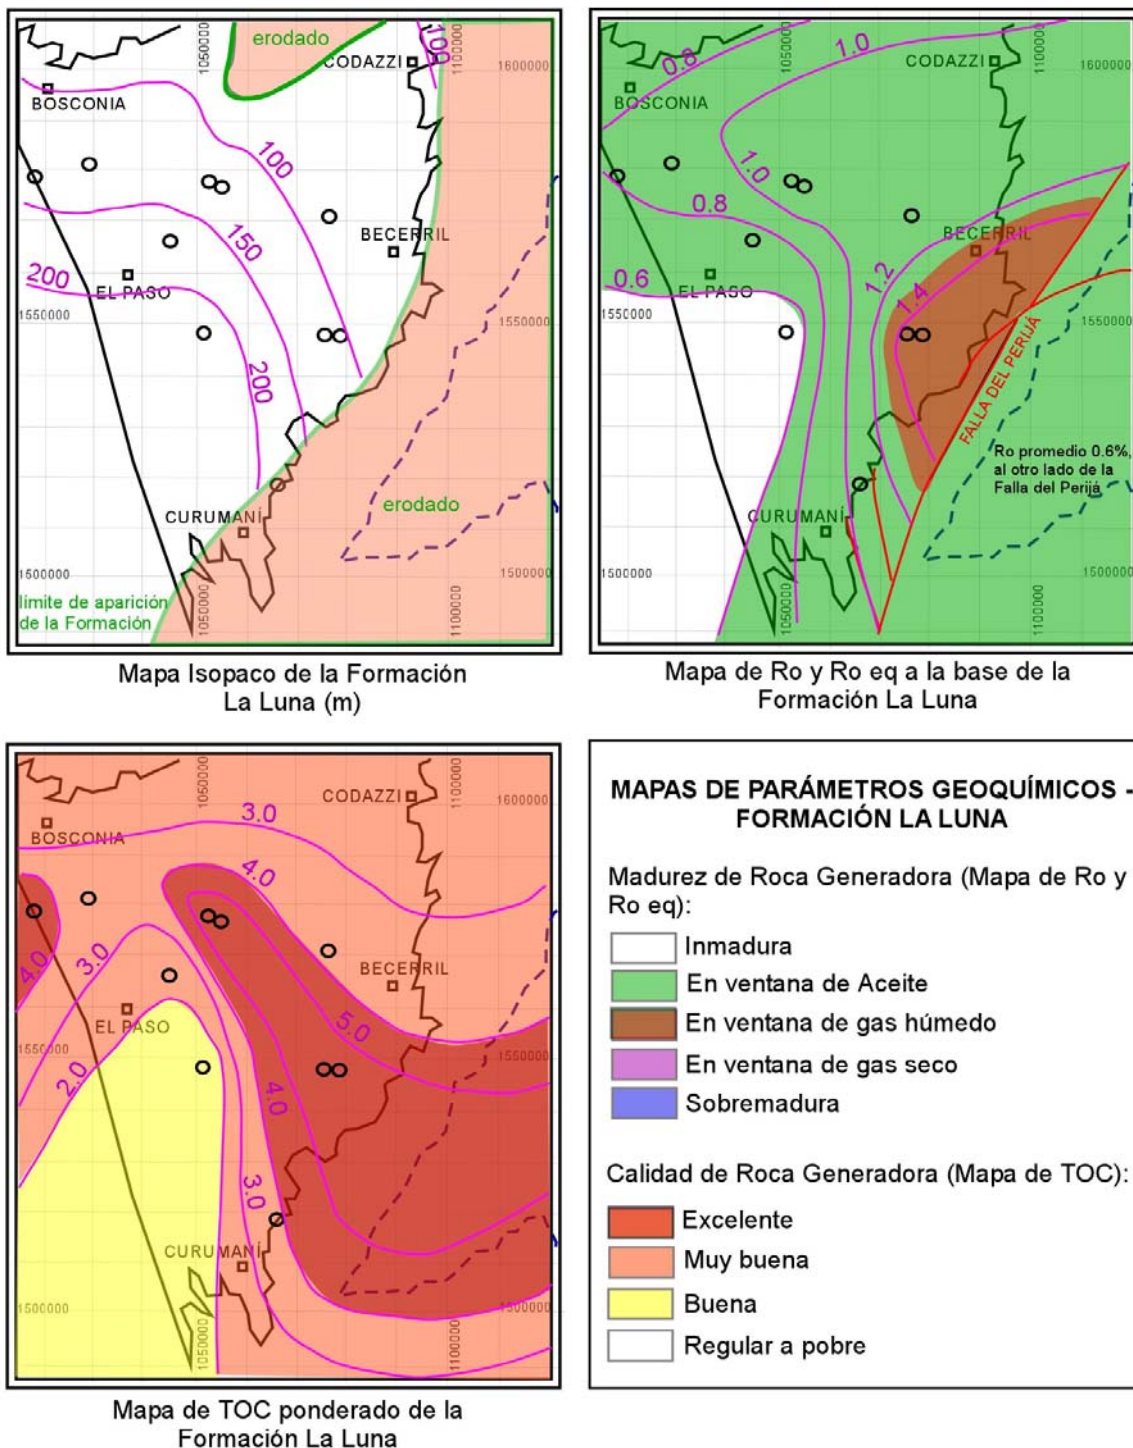 erodado
100
1050000
CODAZZI
1100000
1600000
BOSCONIA
100
150
BECERRIL
200
EL PASO
1550000
1550000
200
erodado
CURUMANÍ
1500000
1500000
límite de aparición
de la Formación
1050000
1100000
Mapa Isopaco de la Formación
La Luna (m)
0.8
1050000
1.0
CODAZZI
1100000
1600000
BOSCONIA
1.0
0.8
BECERRIL
1.2
0.6
EL PASO
1.4
1550000
1550000
FALLA DEL PERIJÁ
Ro promedio 0.6%,
al otro lado de la
Falla del Perijá
CURUMANÍ
1500000
1500000
1050000
1100000
Mapa de Ro y Ro eq a la base de la
Formación La Luna
1050000
CODAZZI
1100000
1600000
3.0
BOSCONIA
4.0
4.0
3.0
BECERRIL
EL PASO
5.0
1550000
1550000
2.0
4.0
3.0
CURUMANÍ
1500000
1500000
1050000
1100000
Mapa de TOC ponderado de la
Formación La Luna
MAPAS DE PARÁMETROS GEOQUÍMICOS -
FORMACIÓN LA LUNA
Madurez de Roca Generadora (Mapa de Ro y
Ro eq):
Inmadura
En ventana de Aceite
En ventana de gas húmedo
En ventana de gas seco
Sobremadura
Calidad de Roca Generadora (Mapa de TOC):
Excelente
Muy buena
Buena
Regular a pobre